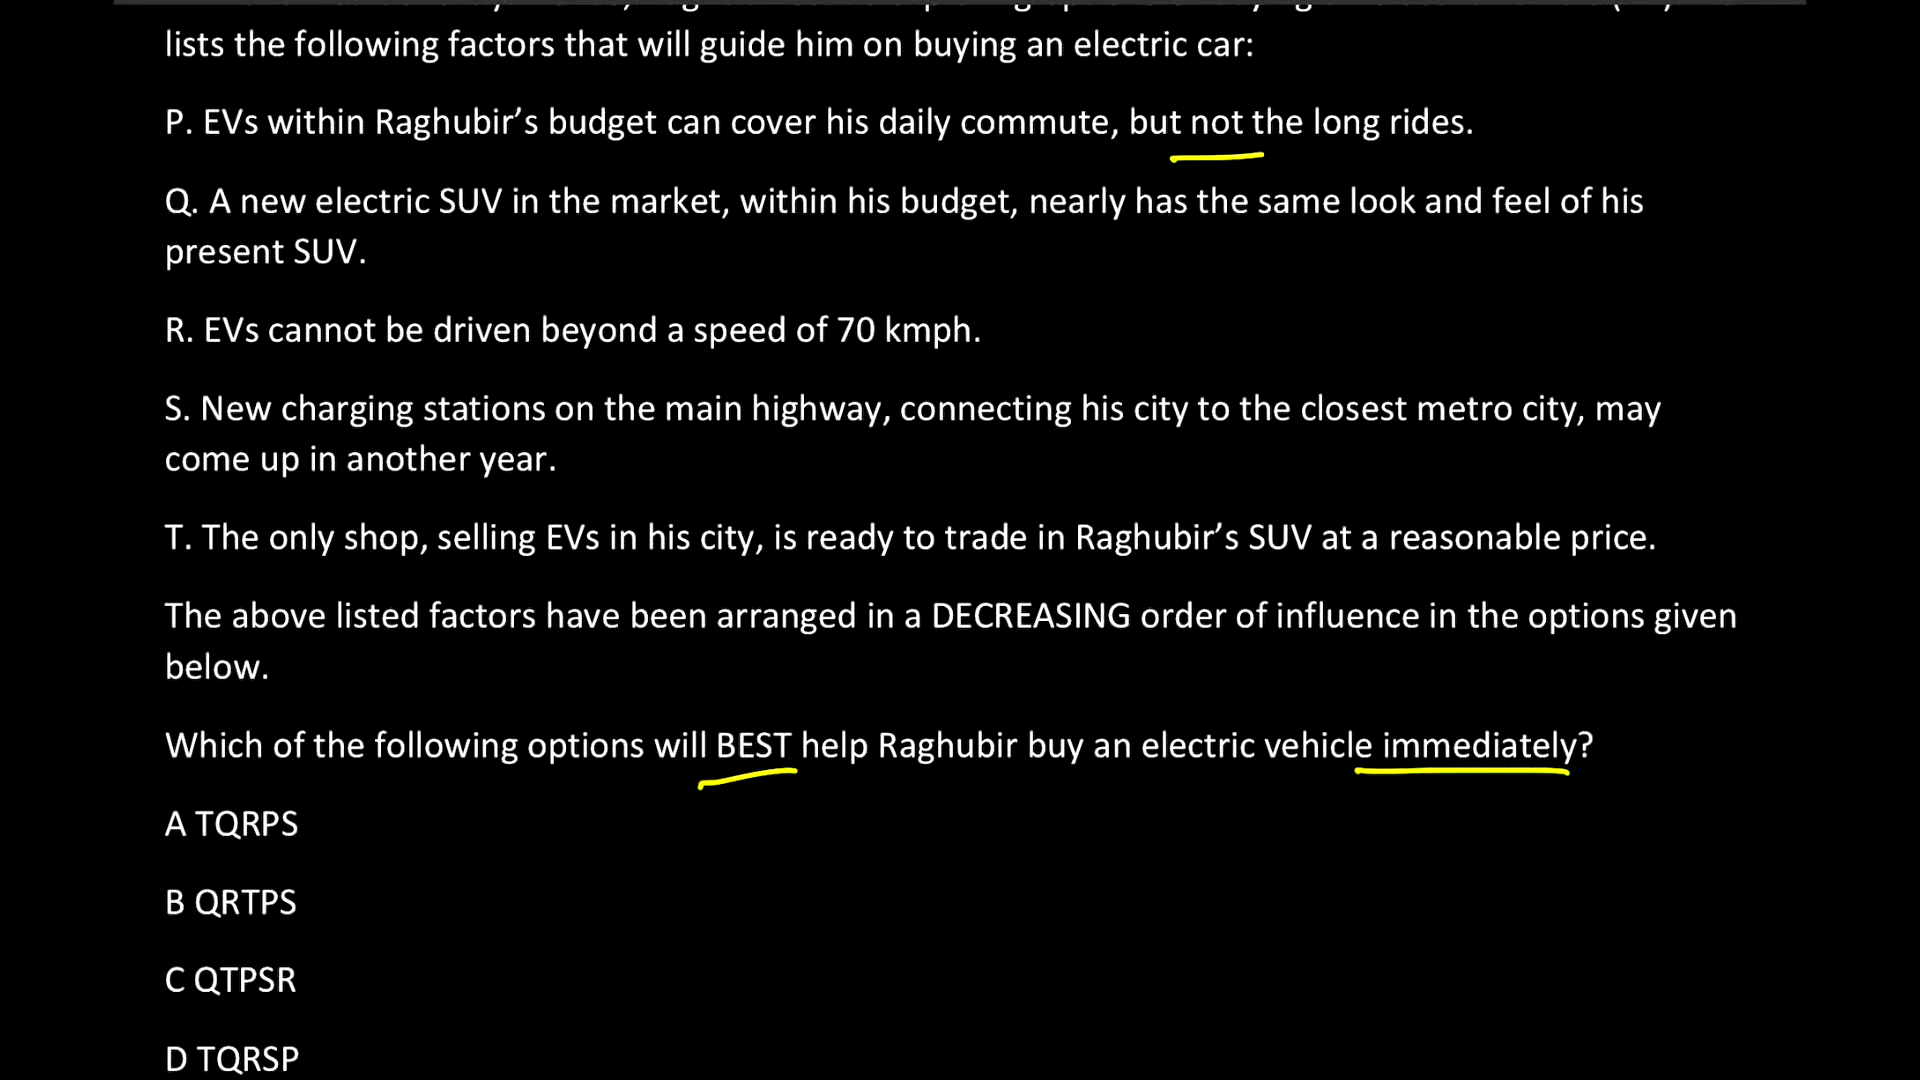 lists the following factors that will guide him on buying an electric car:
P. EVs within Raghubir’s budget can cover his daily commute, but not the long rides.
Q. A new electric SUV in the market, within his budget, nearly has the same look and feel of his
present SUV.
R. EVs cannot be driven beyond a speed of 70 kmph.
S. New charging stations on the main highway, connecting his city to the closest metro city, may
come up in another year.
T. The only shop, selling EVs in his city, is ready to trade in Raghubir’s SUV at a reasonable price.
The above listed factors have been arranged in a DECREASING order of influence in the options given
below.
Which of the following options will BEST help Raghubir buy an electric vehicle immediately?
A TQRPS
B QRTPS
C QTPSR
D TQRSP